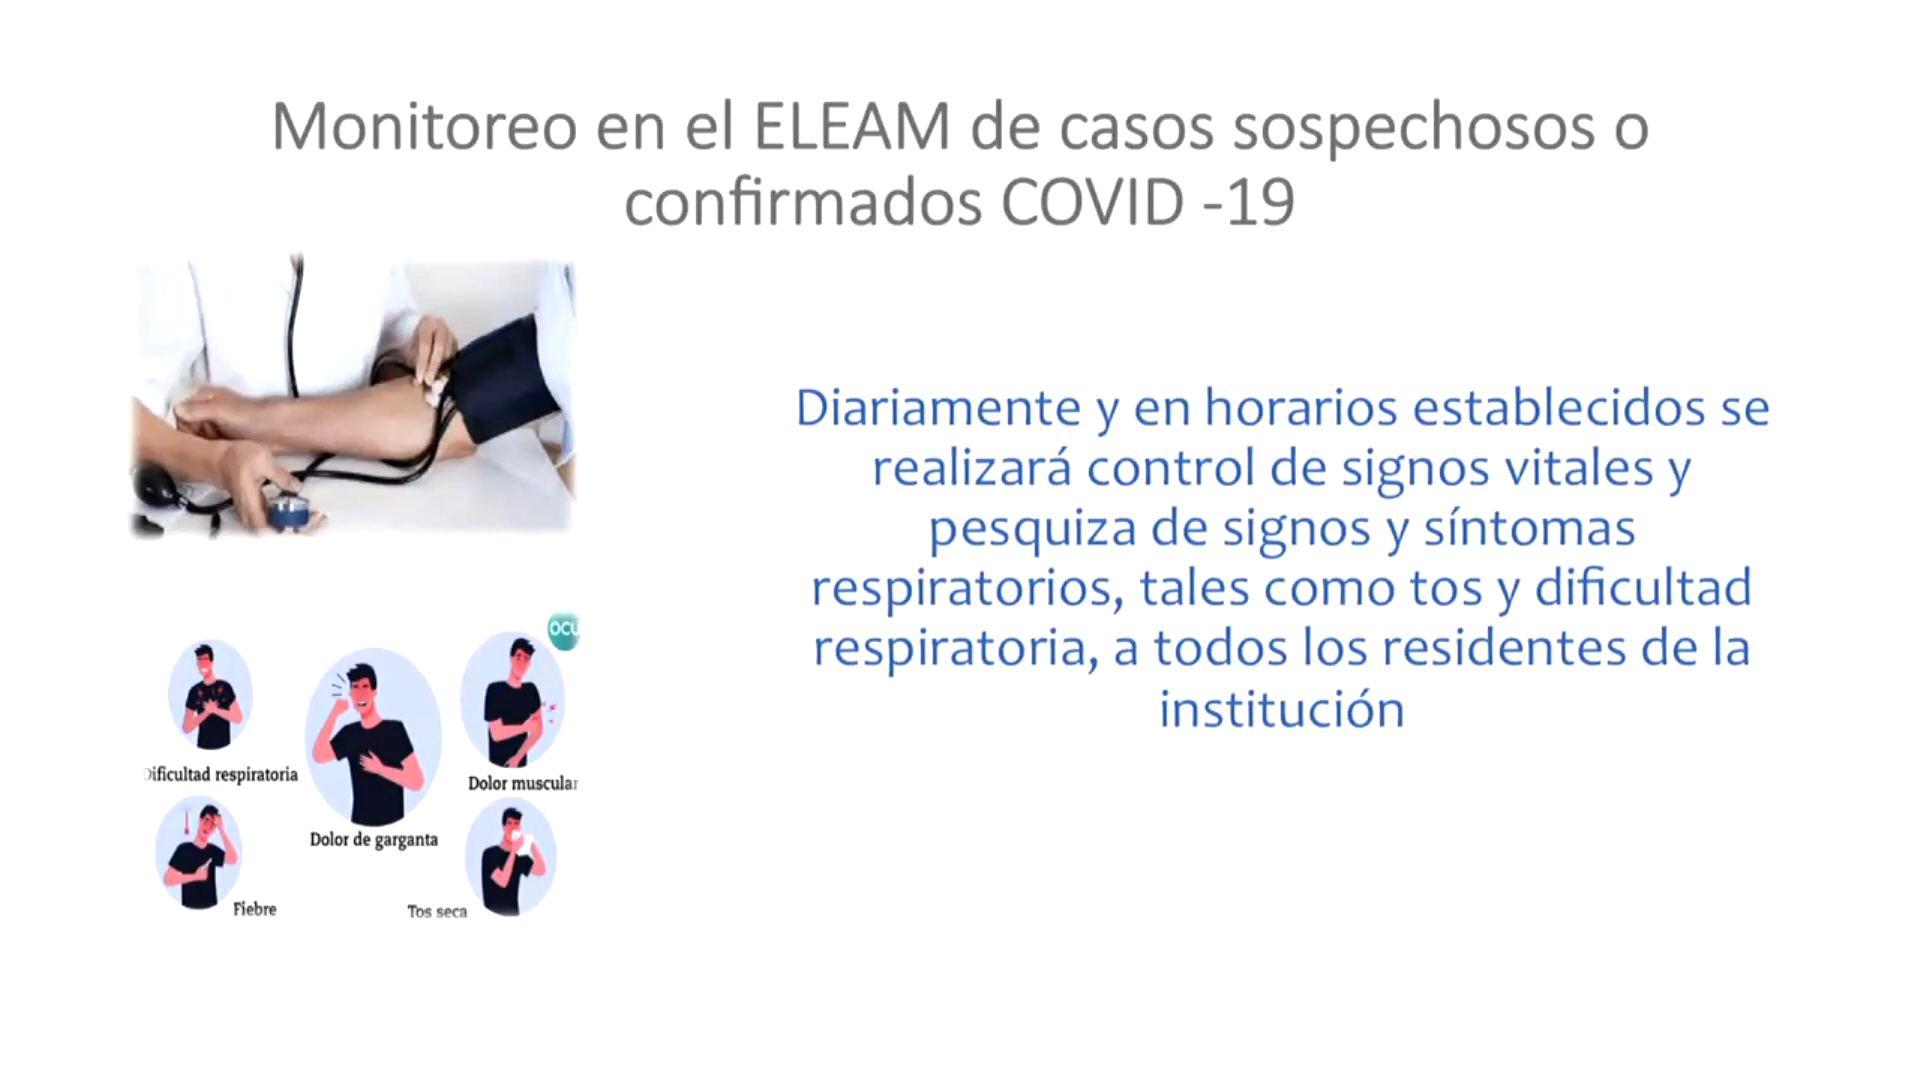 Monitoreo en el ELEAM de casos sospechosos o
confirmados COVID -19
Diariamente y en horarios establecidos se
realizará control de signos vitales y
pesquiza de signos y síntomas
respiratorios, tales como tos y dificultad
respiratoria, a todos los residentes de la
institución
OCU
Dificultad respiratoria
Dolor muscular
Dolor de garganta
Fiebre
Tos seca